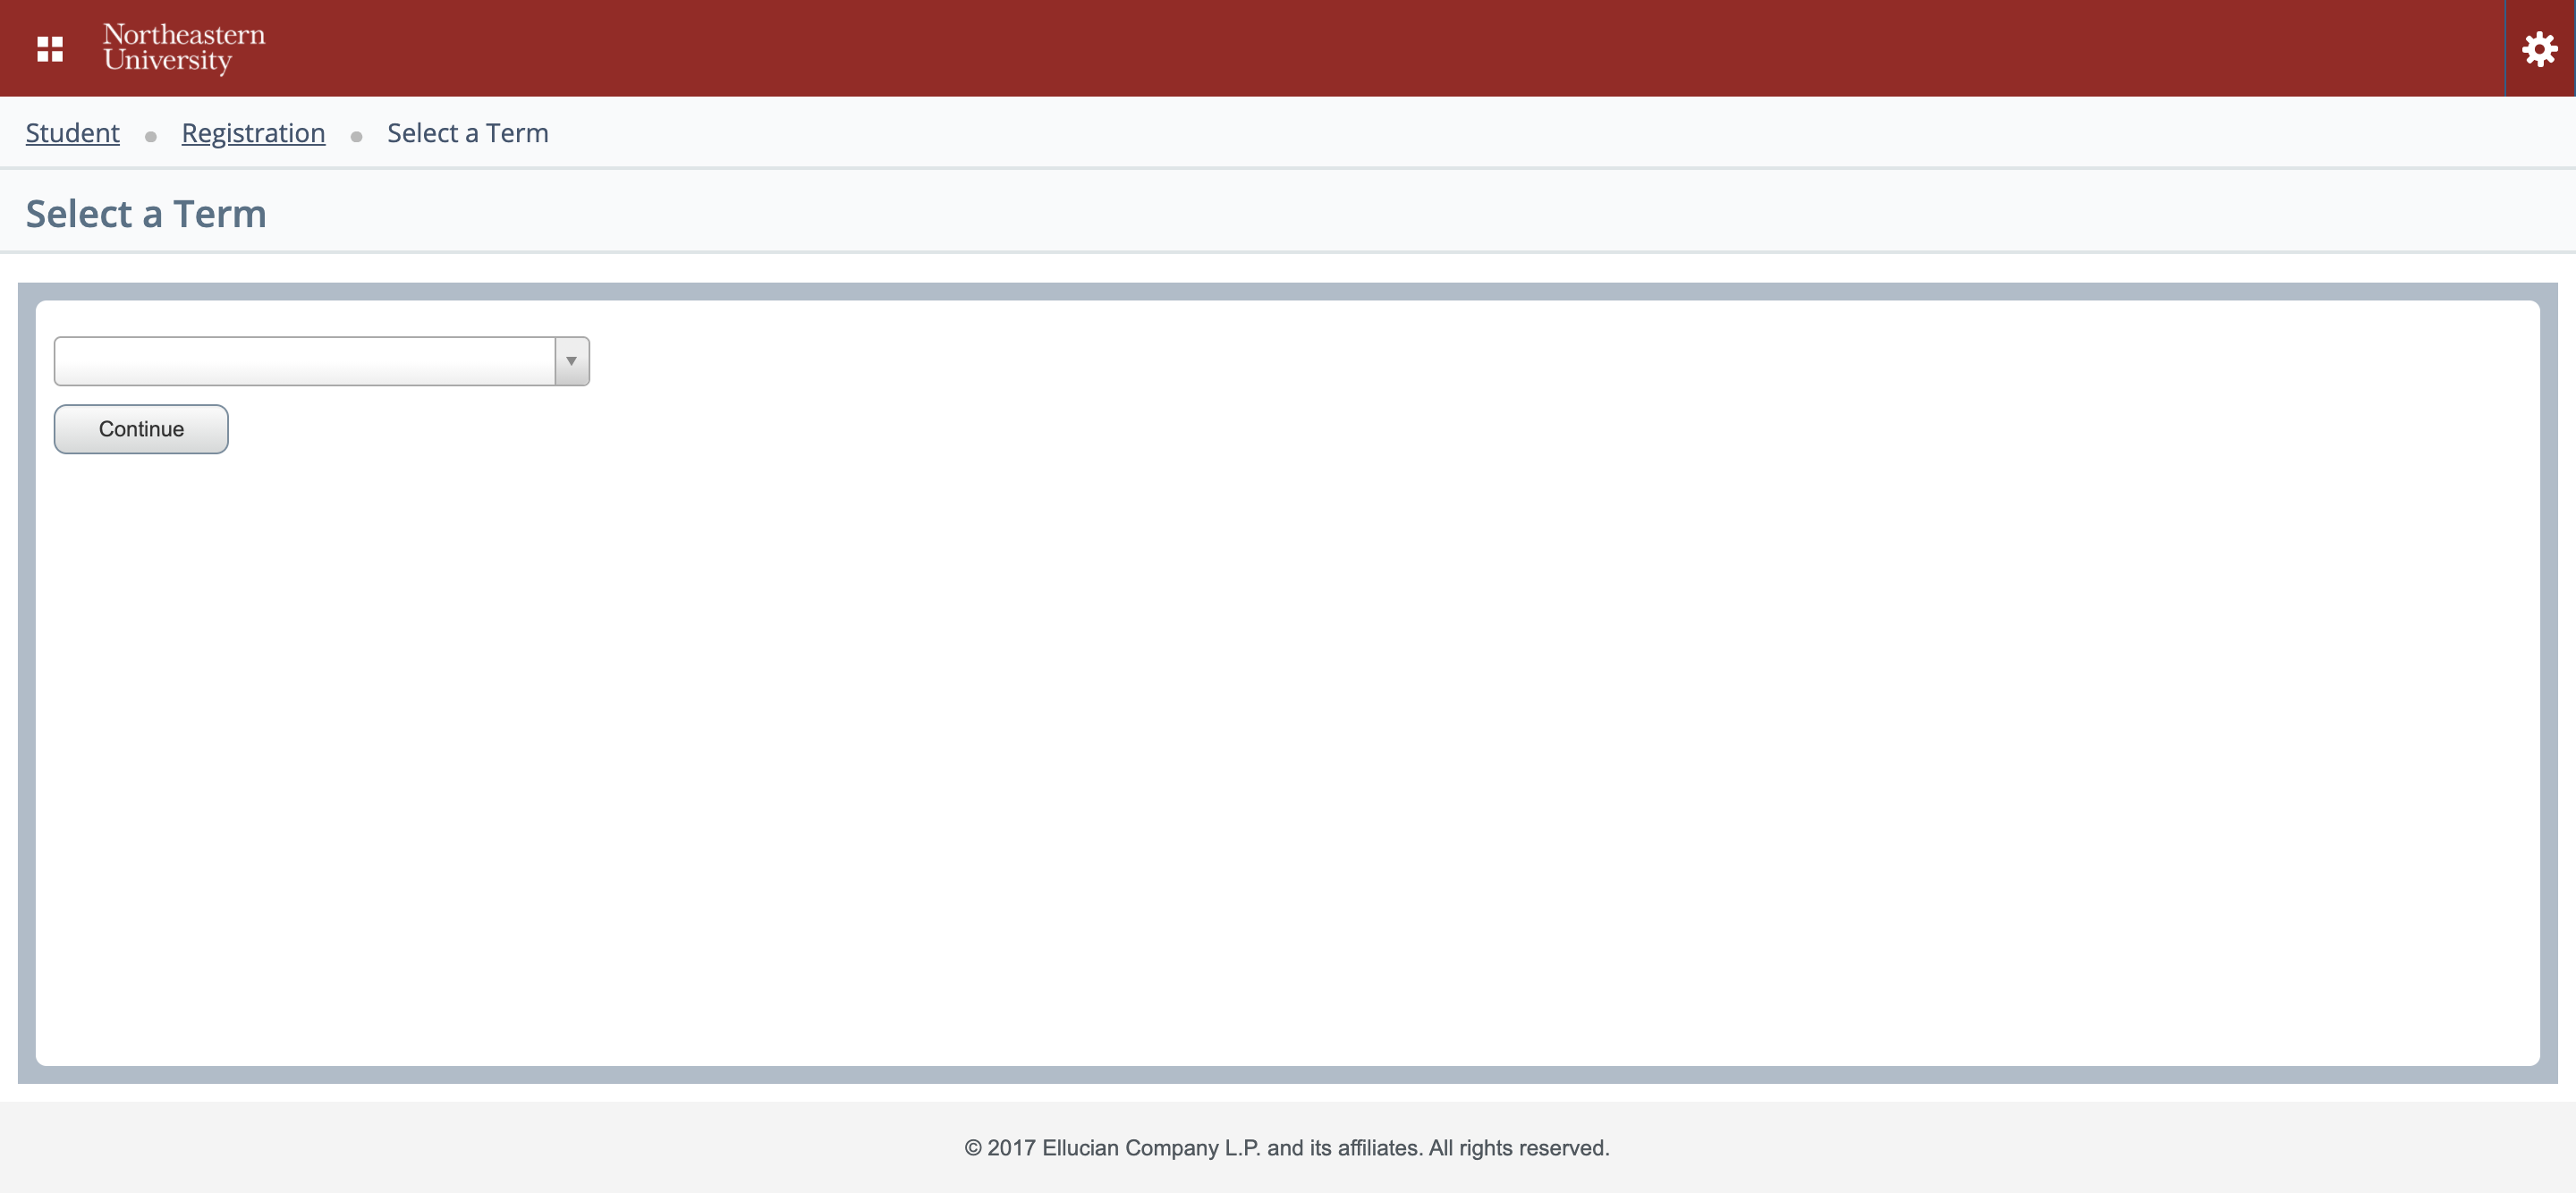 Northeastern
University
Student • Registration • Select a Term
Select a Term
Continue
© 2017 Ellucian Company L.P. and its affiliates. All rights reserved.